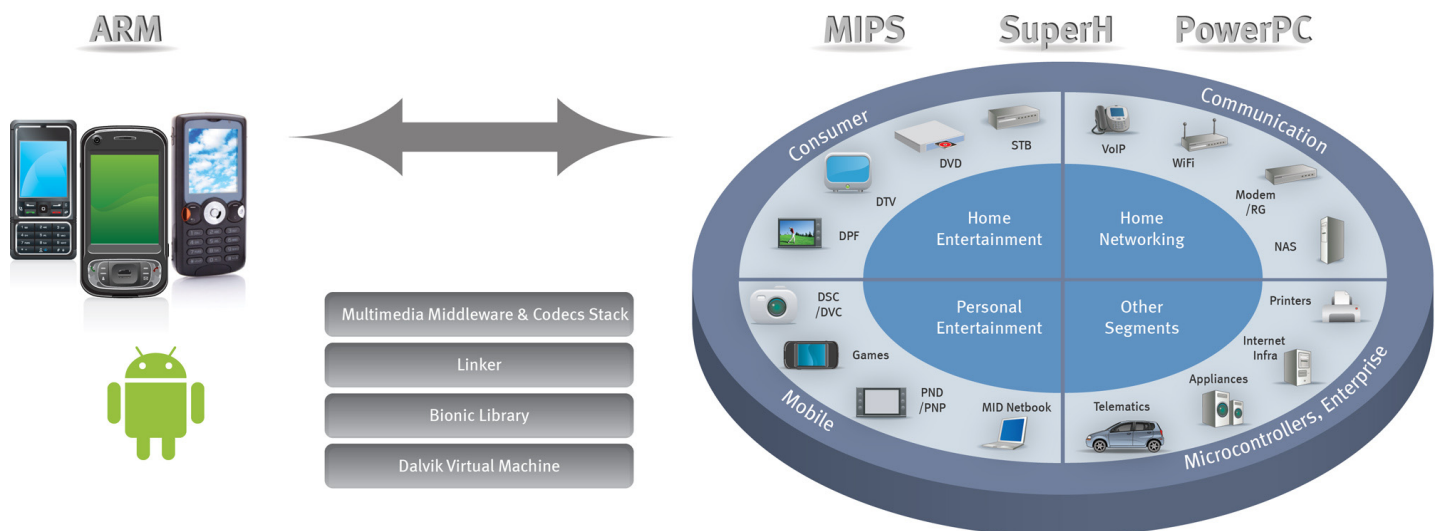 ARM
MIPS
SuperH
PowerPC
Multimedia Middleware & Codecs Stack
Linker
Bionic Library
Dalvik Virtual Machine
Consumer
Communication
Mobile
Microcontrollers, Enterprise
Home
Entertainment
Home
Networking
Personal
Entertainment
Other
Segments
STB
DVD
DTV
DPF
VoIP
WiFi
Modem
/RG
NAS
DSC
/DVC
Games
PND
/PNP
MID Netbook
Printers
Internet
Infra
Appliances
Telematics